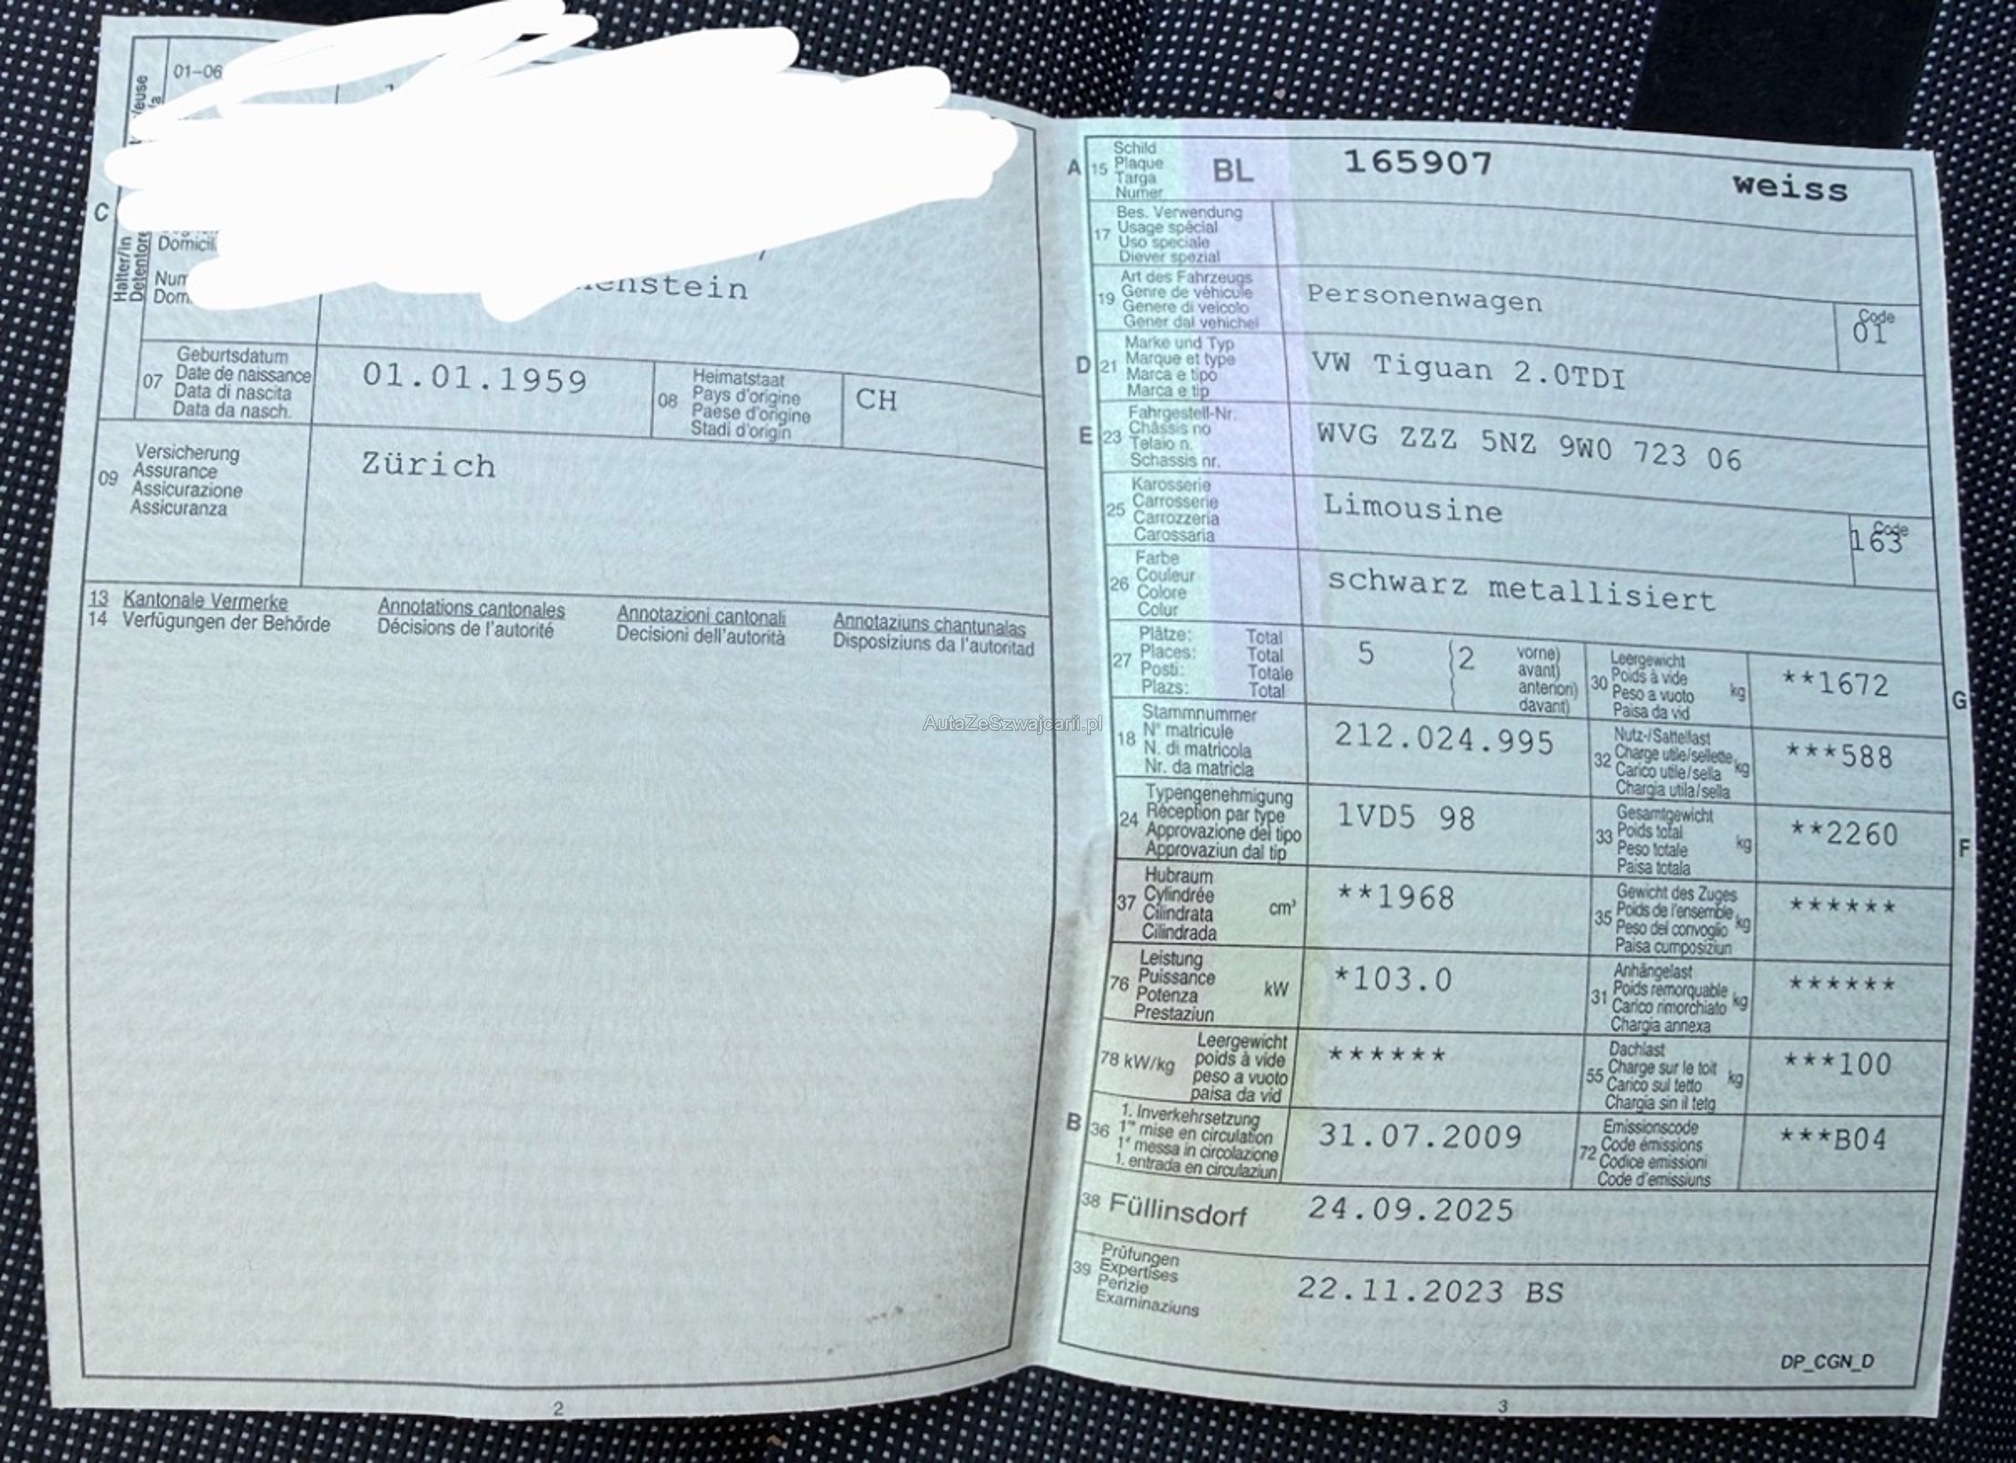 01-06
C
Halter/in
Detentore
Domicil
Num
Dom.
enstein
07
Geburtsdatum
Date de naissance
Data di nascita
Data da nasch.
01.01.1959
08
Heimatstaat
Pays d'origine
Paese d'origine
Stadi d'origin
CH
09
Versicherung
Assurance
Assicurazione
Assicuranza
Zürich
13 Kantonale Vermerke Annotations cantonales Annotazioni cantonali Annotaziuns chantunalas
14 Verfügungen der Behörde Décisions de l'autorité Decisioni dell'autorità Disposiziuns da l'autoritad
2
A 15
Schild
Plaque
Targa
Numer
BL 165907 weiss
17
Bes. Verwendung
Usage spécial
Uso speciale
Diever spezial
19
Art des Fahrzeugs
Genre de véhicule
Genere di veicolo
Gener dal vehichel
Personenwagen
Code
01
D 21
Marke und Typ
Marque et type
Marca e tipo
Marca e tip
VW Tiguan 2.0TDI
E 23
Fahrgestell-Nr.
Châssis no
Telaio n.
Schassis nr.
WVG ZZZ 5NZ 9W0 723 06
25
Karosserie
Carrosserie
Carrozzeria
Carossaria
Limousine
Code
163
26
Farbe
Couleur
Colore
Colur
schwarz metallisiert
27
Plätze: Total
Places: Total
Posti: Totale
Plazs: Total
5 2
vorne)
avant)
anteriori)
davant)
30
Leergewicht
Poids à vide
Peso a vuoto
Paisa da vid
kg
**1672
G
18
Stammnummer
N° matricule
N. di matricola
Nr. da matricla
212.024.995
32
Nutz-/Sattellast
Charge utile/sellette
Carico utile/sella
Chargia utila/sella
kg
***588
24
Typengenehmigung
Réception par type
Approvazione del tipo
Approvaziun dal tip
1VD5 98
33
Gesamtgewicht
Poids total
Peso totale
Paisa totala
kg
**2260
F
37
Hubraum
Cylindrée
Cilindrata
Cilindrada
cm³
**1968
35
Gewicht des Zuges
Poids de l'ensemble
Peso del convoglio
Paisa cumposiziun
kg
******
76
Leistung
Puissance
Potenza
Prestaziun
kW
*103.0
31
Anhängelast
Poids remorquable
Carico rimorchiato
Chargia annexa
kg
******
78 kW/kg
Leergewicht
poids à vide
peso a vuoto
paisa da vid
******
55
Dachlast
Charge sur le toit
Carico sul tetto
Chargia sin il tetg
kg
***100
B 36
1. Inverkehrsetzung
1re mise en circulation
1a messa in circolazione
1. entrada en circulaziun
31.07.2009
72
Emissionscode
Code émissions
Codice emissioni
Code d'emissiuns
***B04
38 Füllinsdorf 24.09.2025
39
Prüfungen
Expertises
Perizie
Examinaziuns
22.11.2023 BS
DP_CGN_D
3
AutaZeSzwajcarii.pl